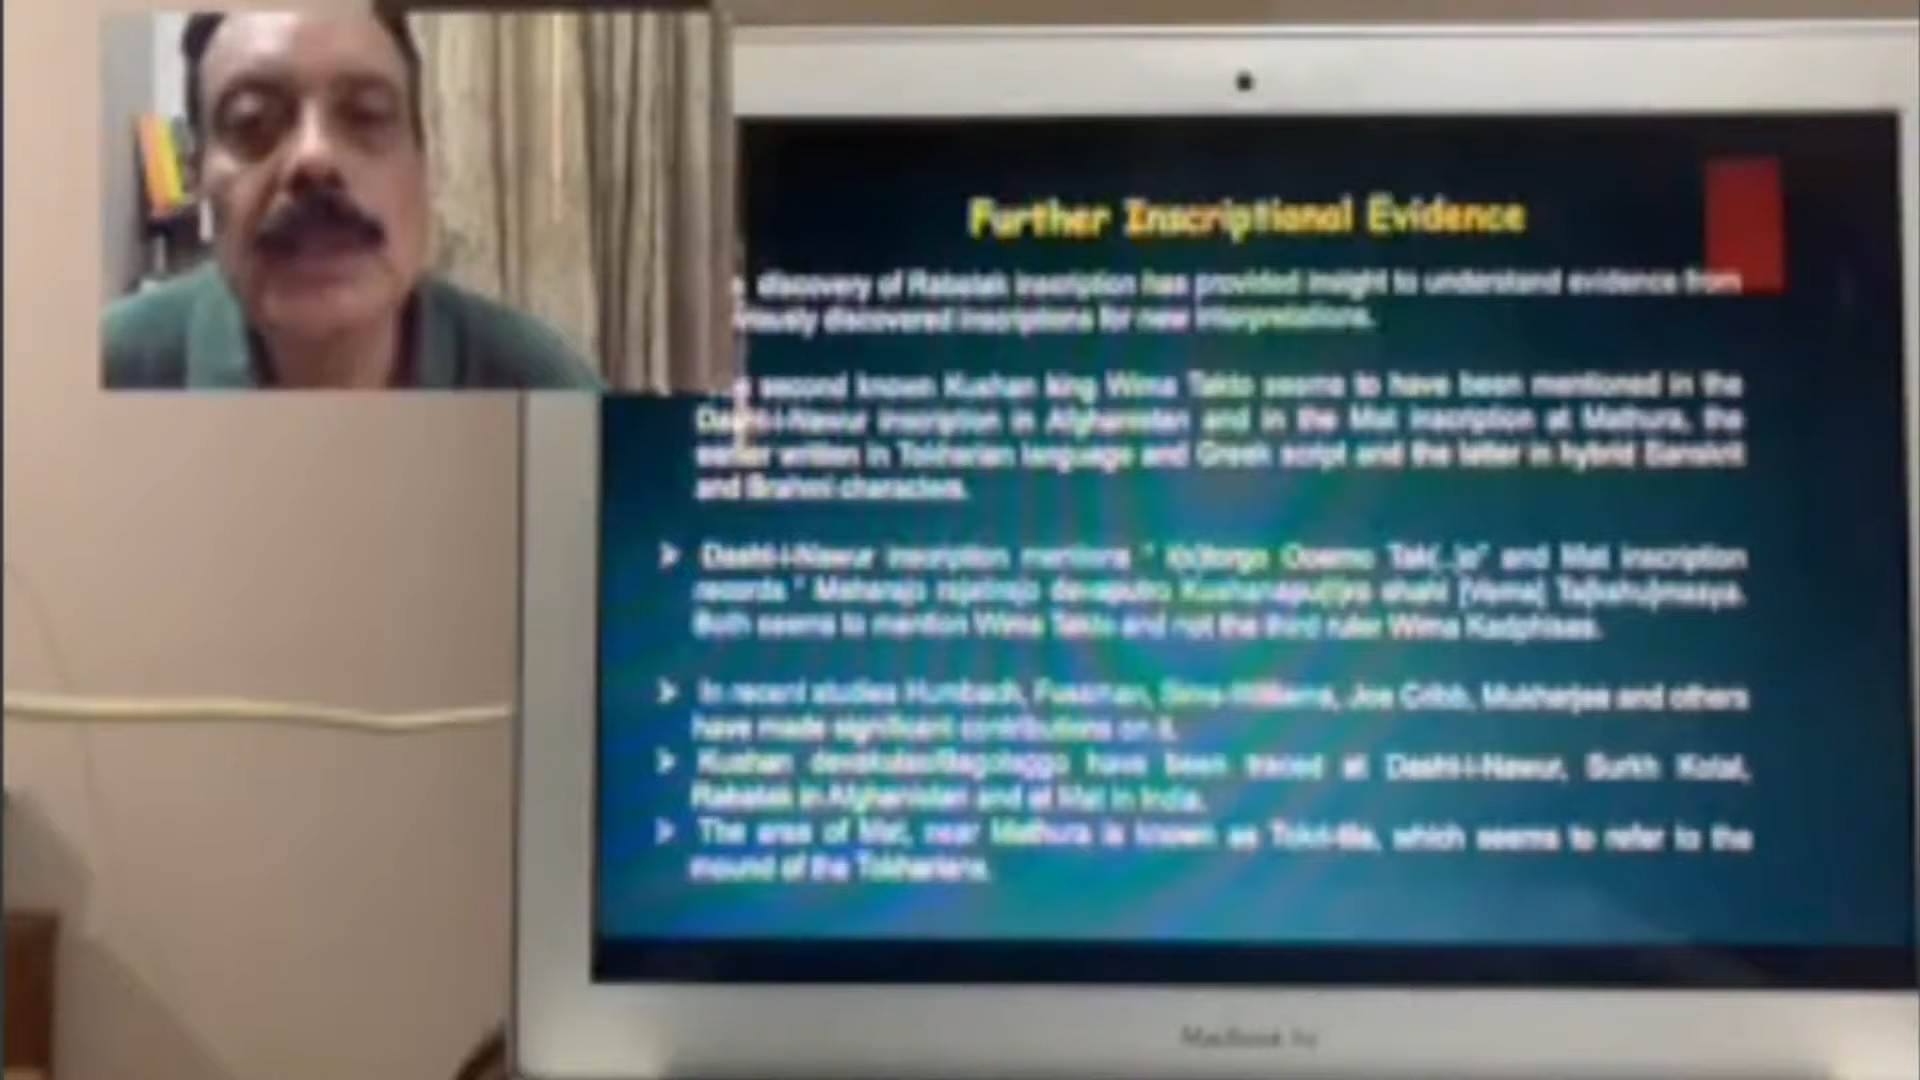 Further Inscriptional Evidence
discovery of Rabatak inscription has provided insight to understand evidence from
discovered inscriptions for new interpretations.
second known Kushan king Wima Takto seems to have been mentioned in the
Dasht-i-Nawur inscription in Afghanistan and in the Mat inscription at Mathura, the
earlier written in Tokharian language and Greek script and the latter in hybrid Sanskrit
and Brahmi characters.
➤ Dasht-i-Nawur inscription mentions " Ooemo Tak(..)o" and Mat inscription
records " Maharajo rajatirajo devaputro shahi [Vema]
Both seems to mention Wima Takto and not the third ruler Wima Kadphises.
➤ In recent studies Humbach, Fussman, Sims-Williams, Joe Cribb, Mukherjee and others
have made significant contributions on it.
➤ Kushan have been traced at Dasht-i-Nawur, Surkh Kotal,
Rabatak in Afghanistan and at Mat in India.
➤ The area of Mat, near Mathura is known as which seems to refer to the
mound of the Tokharians.
MacBook Air